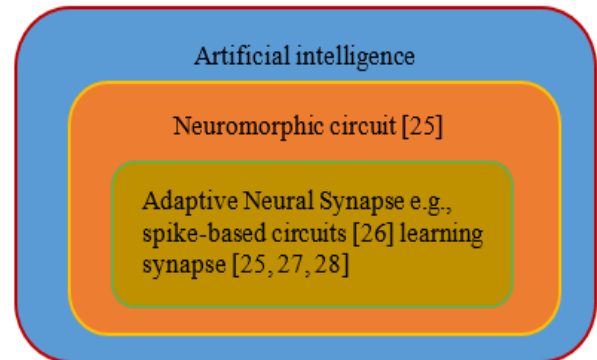 Artificial intelligence
Neuromorphic circuit [25]
Adaptive Neural Synapse e.g.,
spike-based circuits [26] learning
synapse [25, 27, 28]